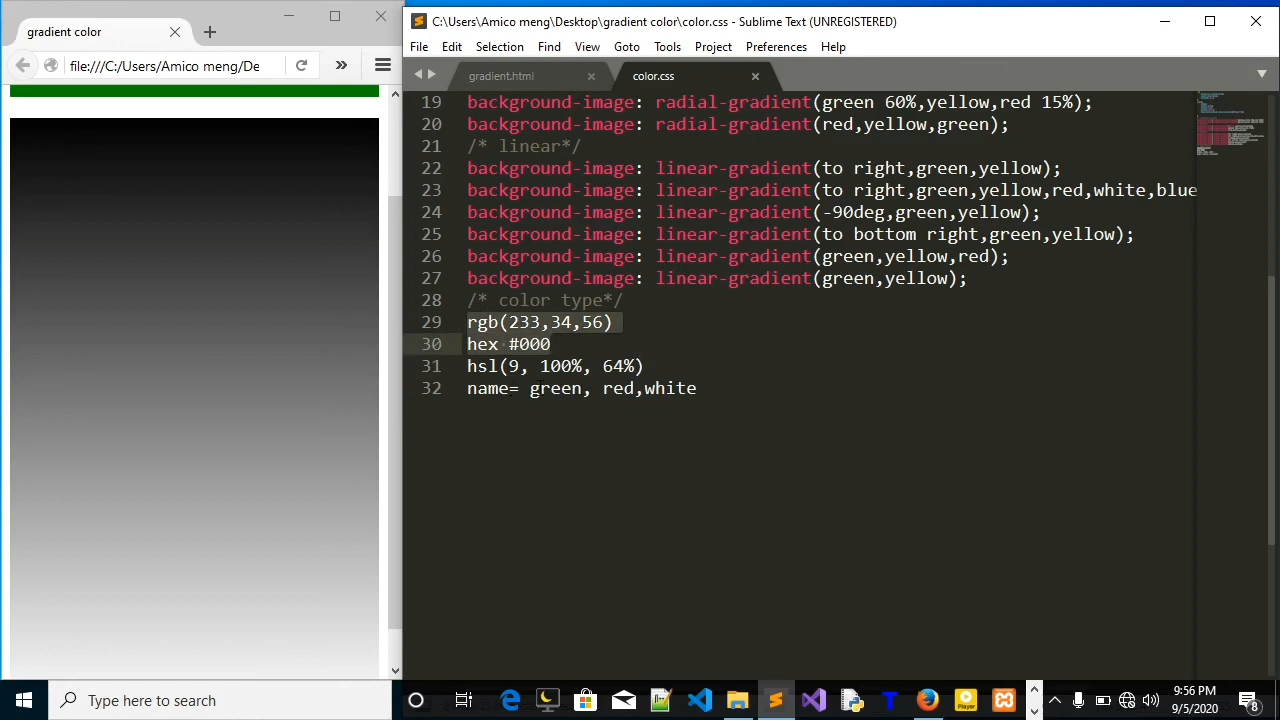 gradient color
C:\Users\Amico meng\Desktop\gradient color\color.css - Sublime Text (UNREGISTERED)
File Edit Selection Find View Goto Tools Project Preferences Help
file:///C:/Users/Amico meng/De
gradient.html
color.css
19 background-image: radial-gradient(green 60%,yellow,red 15%);
20 background-image: radial-gradient(red,yellow,green);
21 /* linear*/
22 background-image: linear-gradient(to right,green,yellow);
23 background-image: linear-gradient(to right,green,yellow,red,white,blue
24 background-image: linear-gradient(-90deg,green,yellow);
25 background-image: linear-gradient(to bottom right,green,yellow);
26 background-image: linear-gradient(green,yellow,red);
27 background-image: linear-gradient(green,yellow);
28 /* color type*/
29 rgb(233,34,56)
30 hex #000
31 hsl(9, 100%, 64%)
32 name= green, red,white
Type here to search
Player
9:56 PM
9/5/2020
8